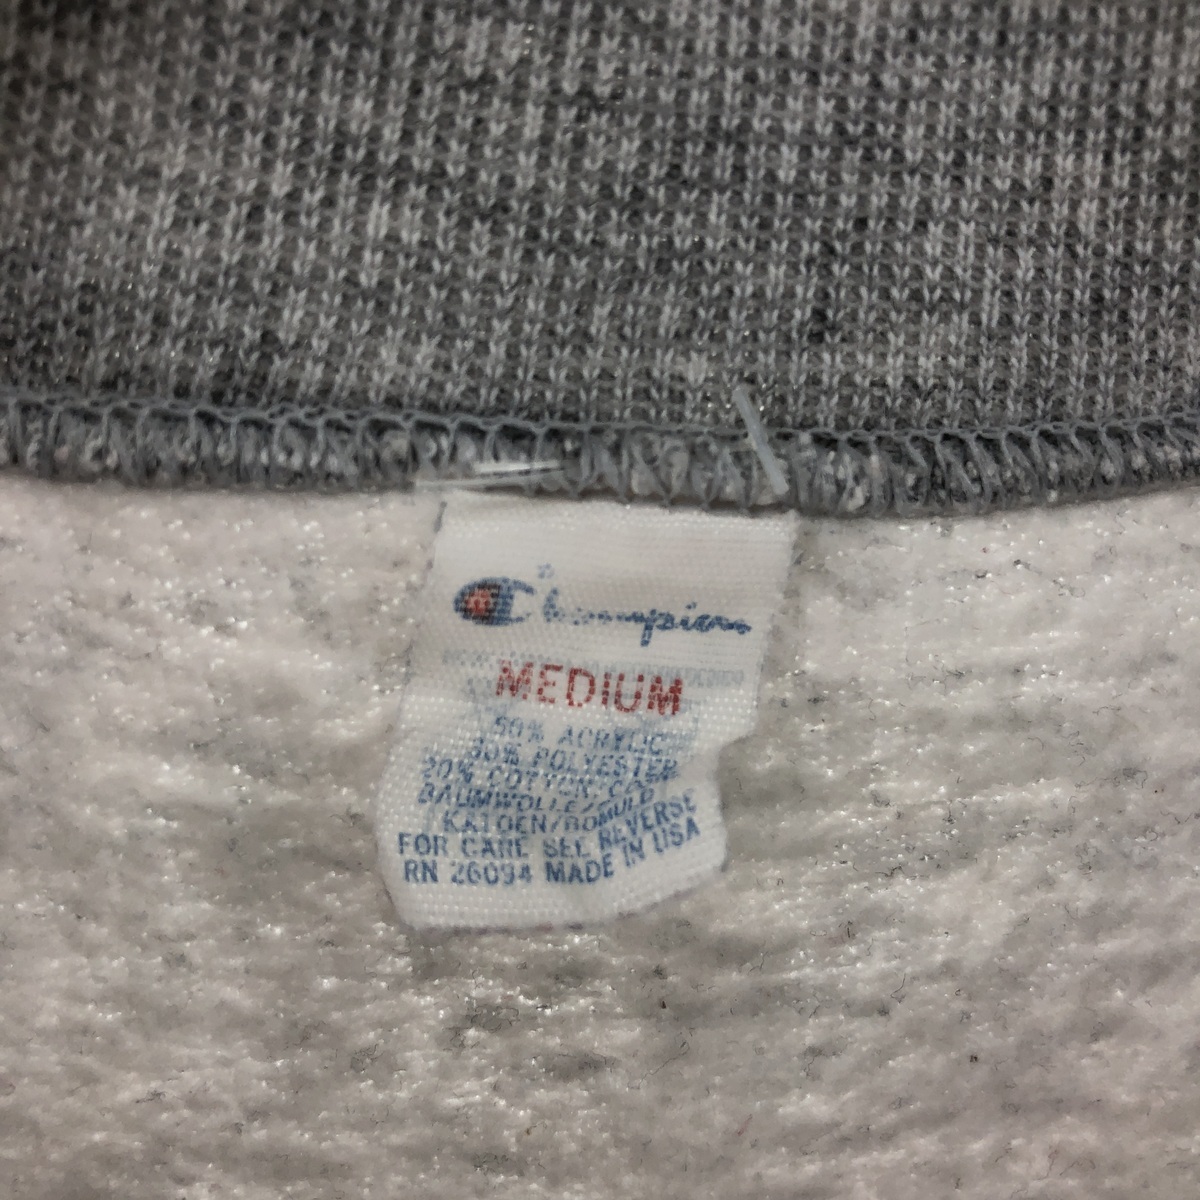 Champion
MEDIUM
50% ACRYLIC
30% POLYESTER
20% COTTON/
BAUMWOLLE/BOMULD
/KATOEN/BOMULL
FOR CARE SEE REVERSE
RN 26094 MADE IN USA